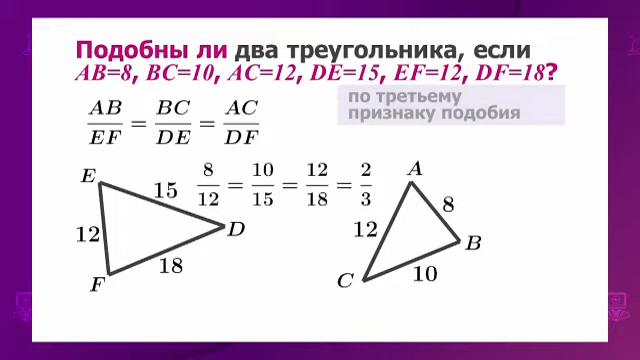 Подобны ли два треугольника, если
AB=8, BC=10, AC=12, DE=15, EF=12, DF=18?
по третьему
признаку подобия
AB/EF = BC/DE = AC/DF
8/12 = 10/15 = 12/18 = 2/3
E
15
12
D
18
F
A
8
12
B
10
C